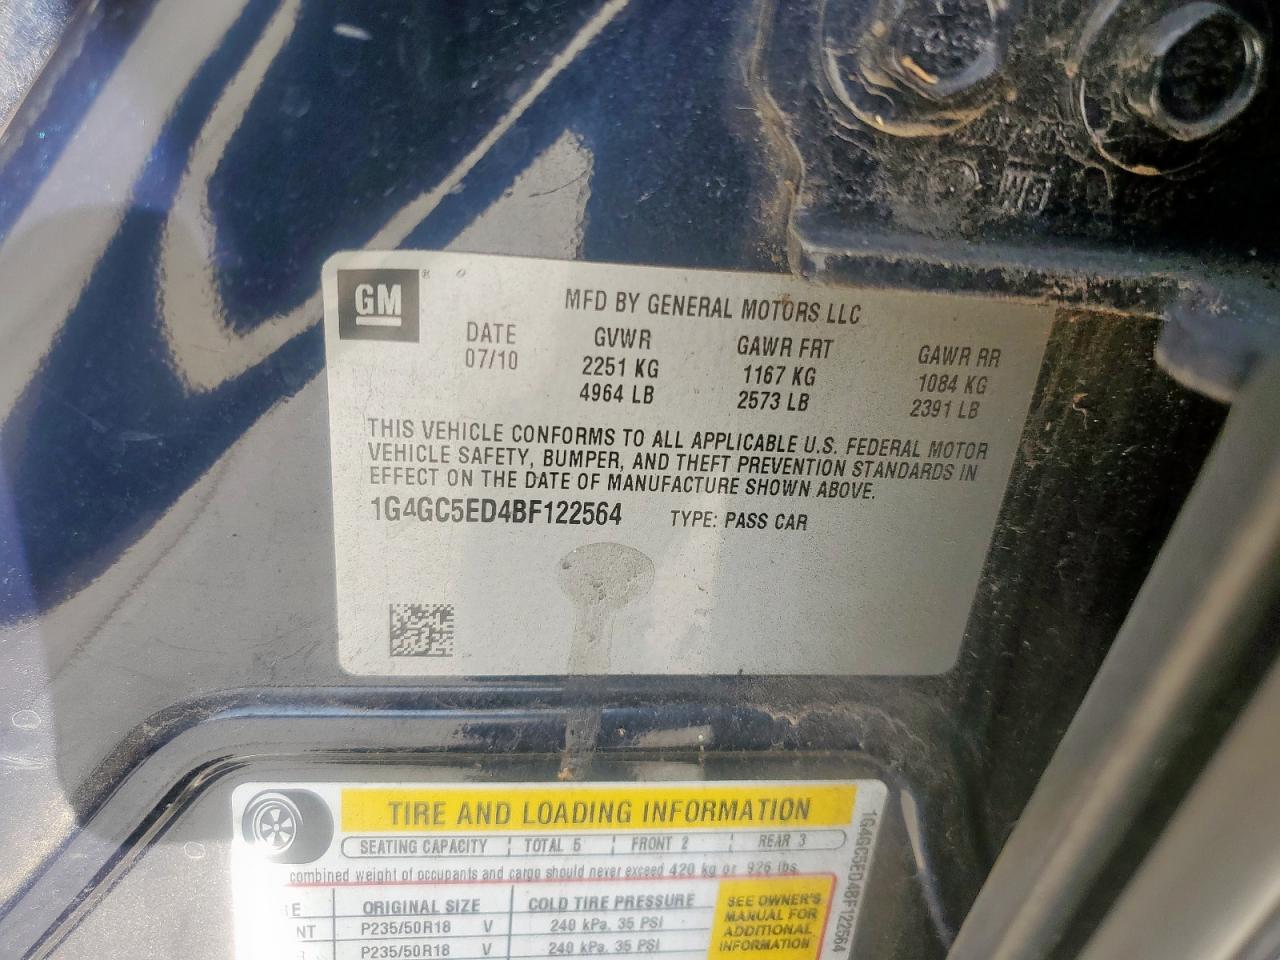 GM ®
MFD BY GENERAL MOTORS LLC
DATE GVWR GAWR FRT GAWR RR
07/10 2251 KG 1167 KG 1084 KG
4964 LB 2573 LB 2391 LB
THIS VEHICLE CONFORMS TO ALL APPLICABLE U.S. FEDERAL MOTOR
VEHICLE SAFETY, BUMPER, AND THEFT PREVENTION STANDARDS IN
EFFECT ON THE DATE OF MANUFACTURE SHOWN ABOVE.
1G4GC5ED4BF122564 TYPE: PASS CAR
TIRE AND LOADING INFORMATION
SEATING CAPACITY TOTAL 5 FRONT 2 REAR 3
combined weight of occupants and cargo should never exceed 420 kg or 926 lbs.
E ORIGINAL SIZE COLD TIRE PRESSURE
NT P235/50R18 V 240 kPa, 35 PSI
P235/50R18 V 240 kPa, 35 PSI
SEE OWNER'S
MANUAL FOR
ADDITIONAL
INFORMATION
1G4GC5ED4BF122564